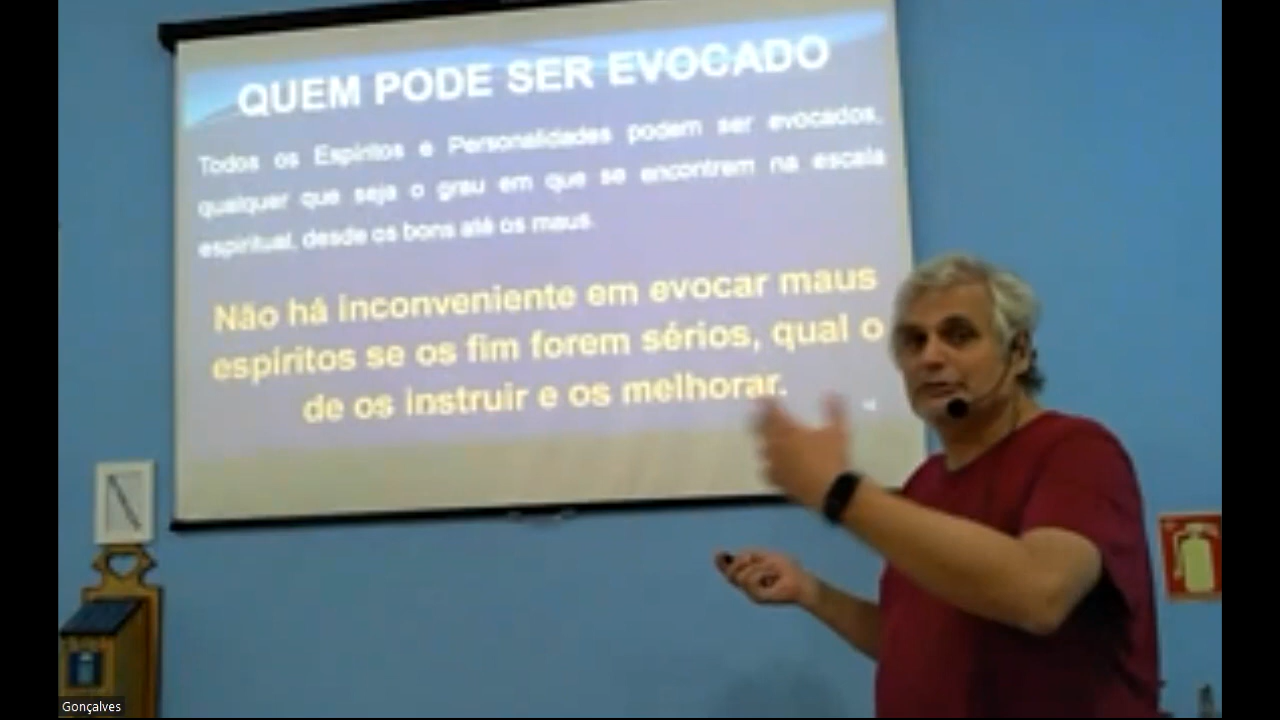 QUEM PODE SER EVOCADO
Todos os Espíritos e Personalidades podem ser evocados,
qualquer que seja o grau em que se encontrem na escala
espiritual, desde os bons até os maus.
Não há inconveniente em evocar maus
espíritos se os fim forem sérios, qual o
de os instruir e os melhorar.
Gonçalves